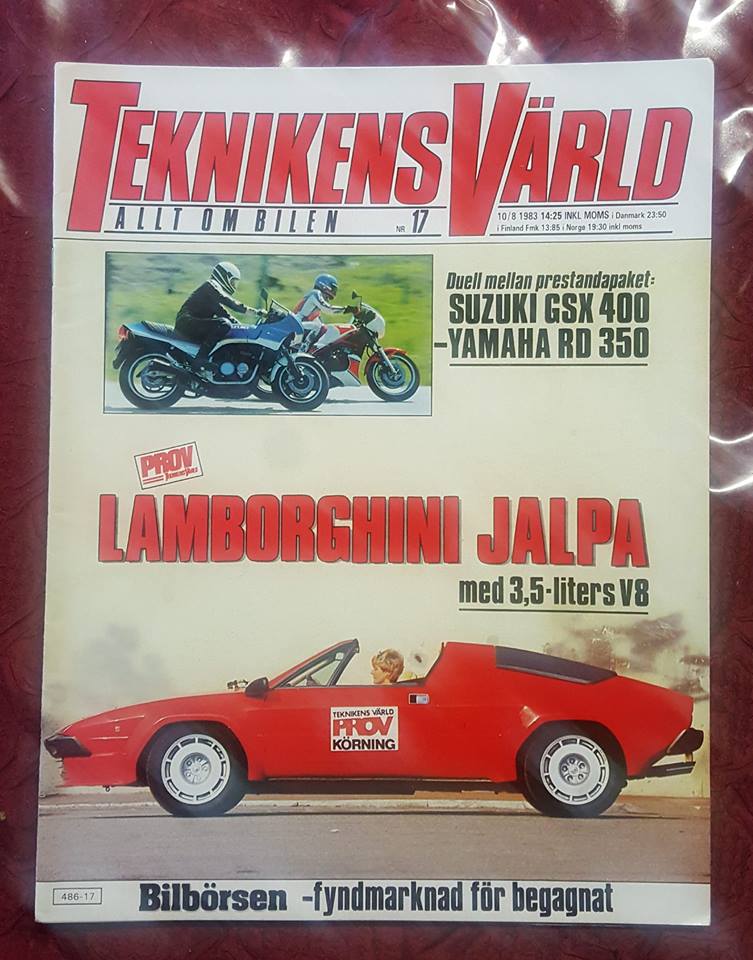 TEKNIKENS VÄRLD
ALLT OM BILEN NR 17
10/8 1983 14:25 INKL MOMS i Danmark 23:50
i Finland Fmk 13:85 i Norge 19:30 inkl moms
Duell mellan prestandapaket:
SUZUKI GSX 400
-YAMAHA RD 350
PROV
TEKNIKENS VÄRLD
LAMBORGHINI JALPA
med 3,5-liters V8
TEKNIKENS VÄRLD
PROV
KÖRNING
486-17
Bilbörsen -fyndmarknad för begagnat